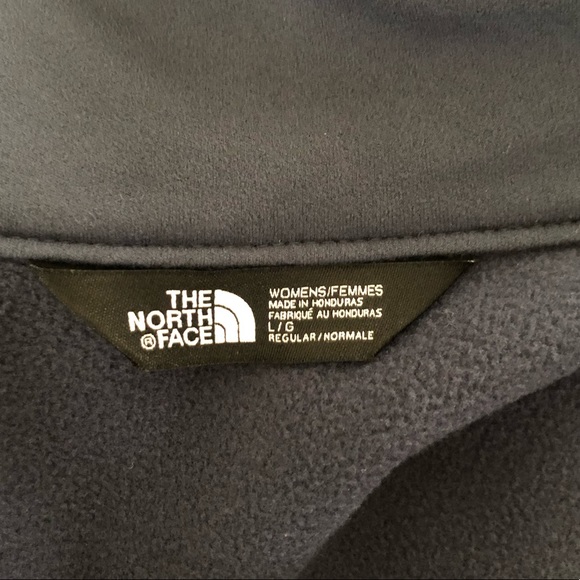 THE
NORTH
®FACE
WOMENS/FEMMES
MADE IN HONDURAS
FABRIQUÉ AU HONDURAS
L/G
REGULAR/NORMALE